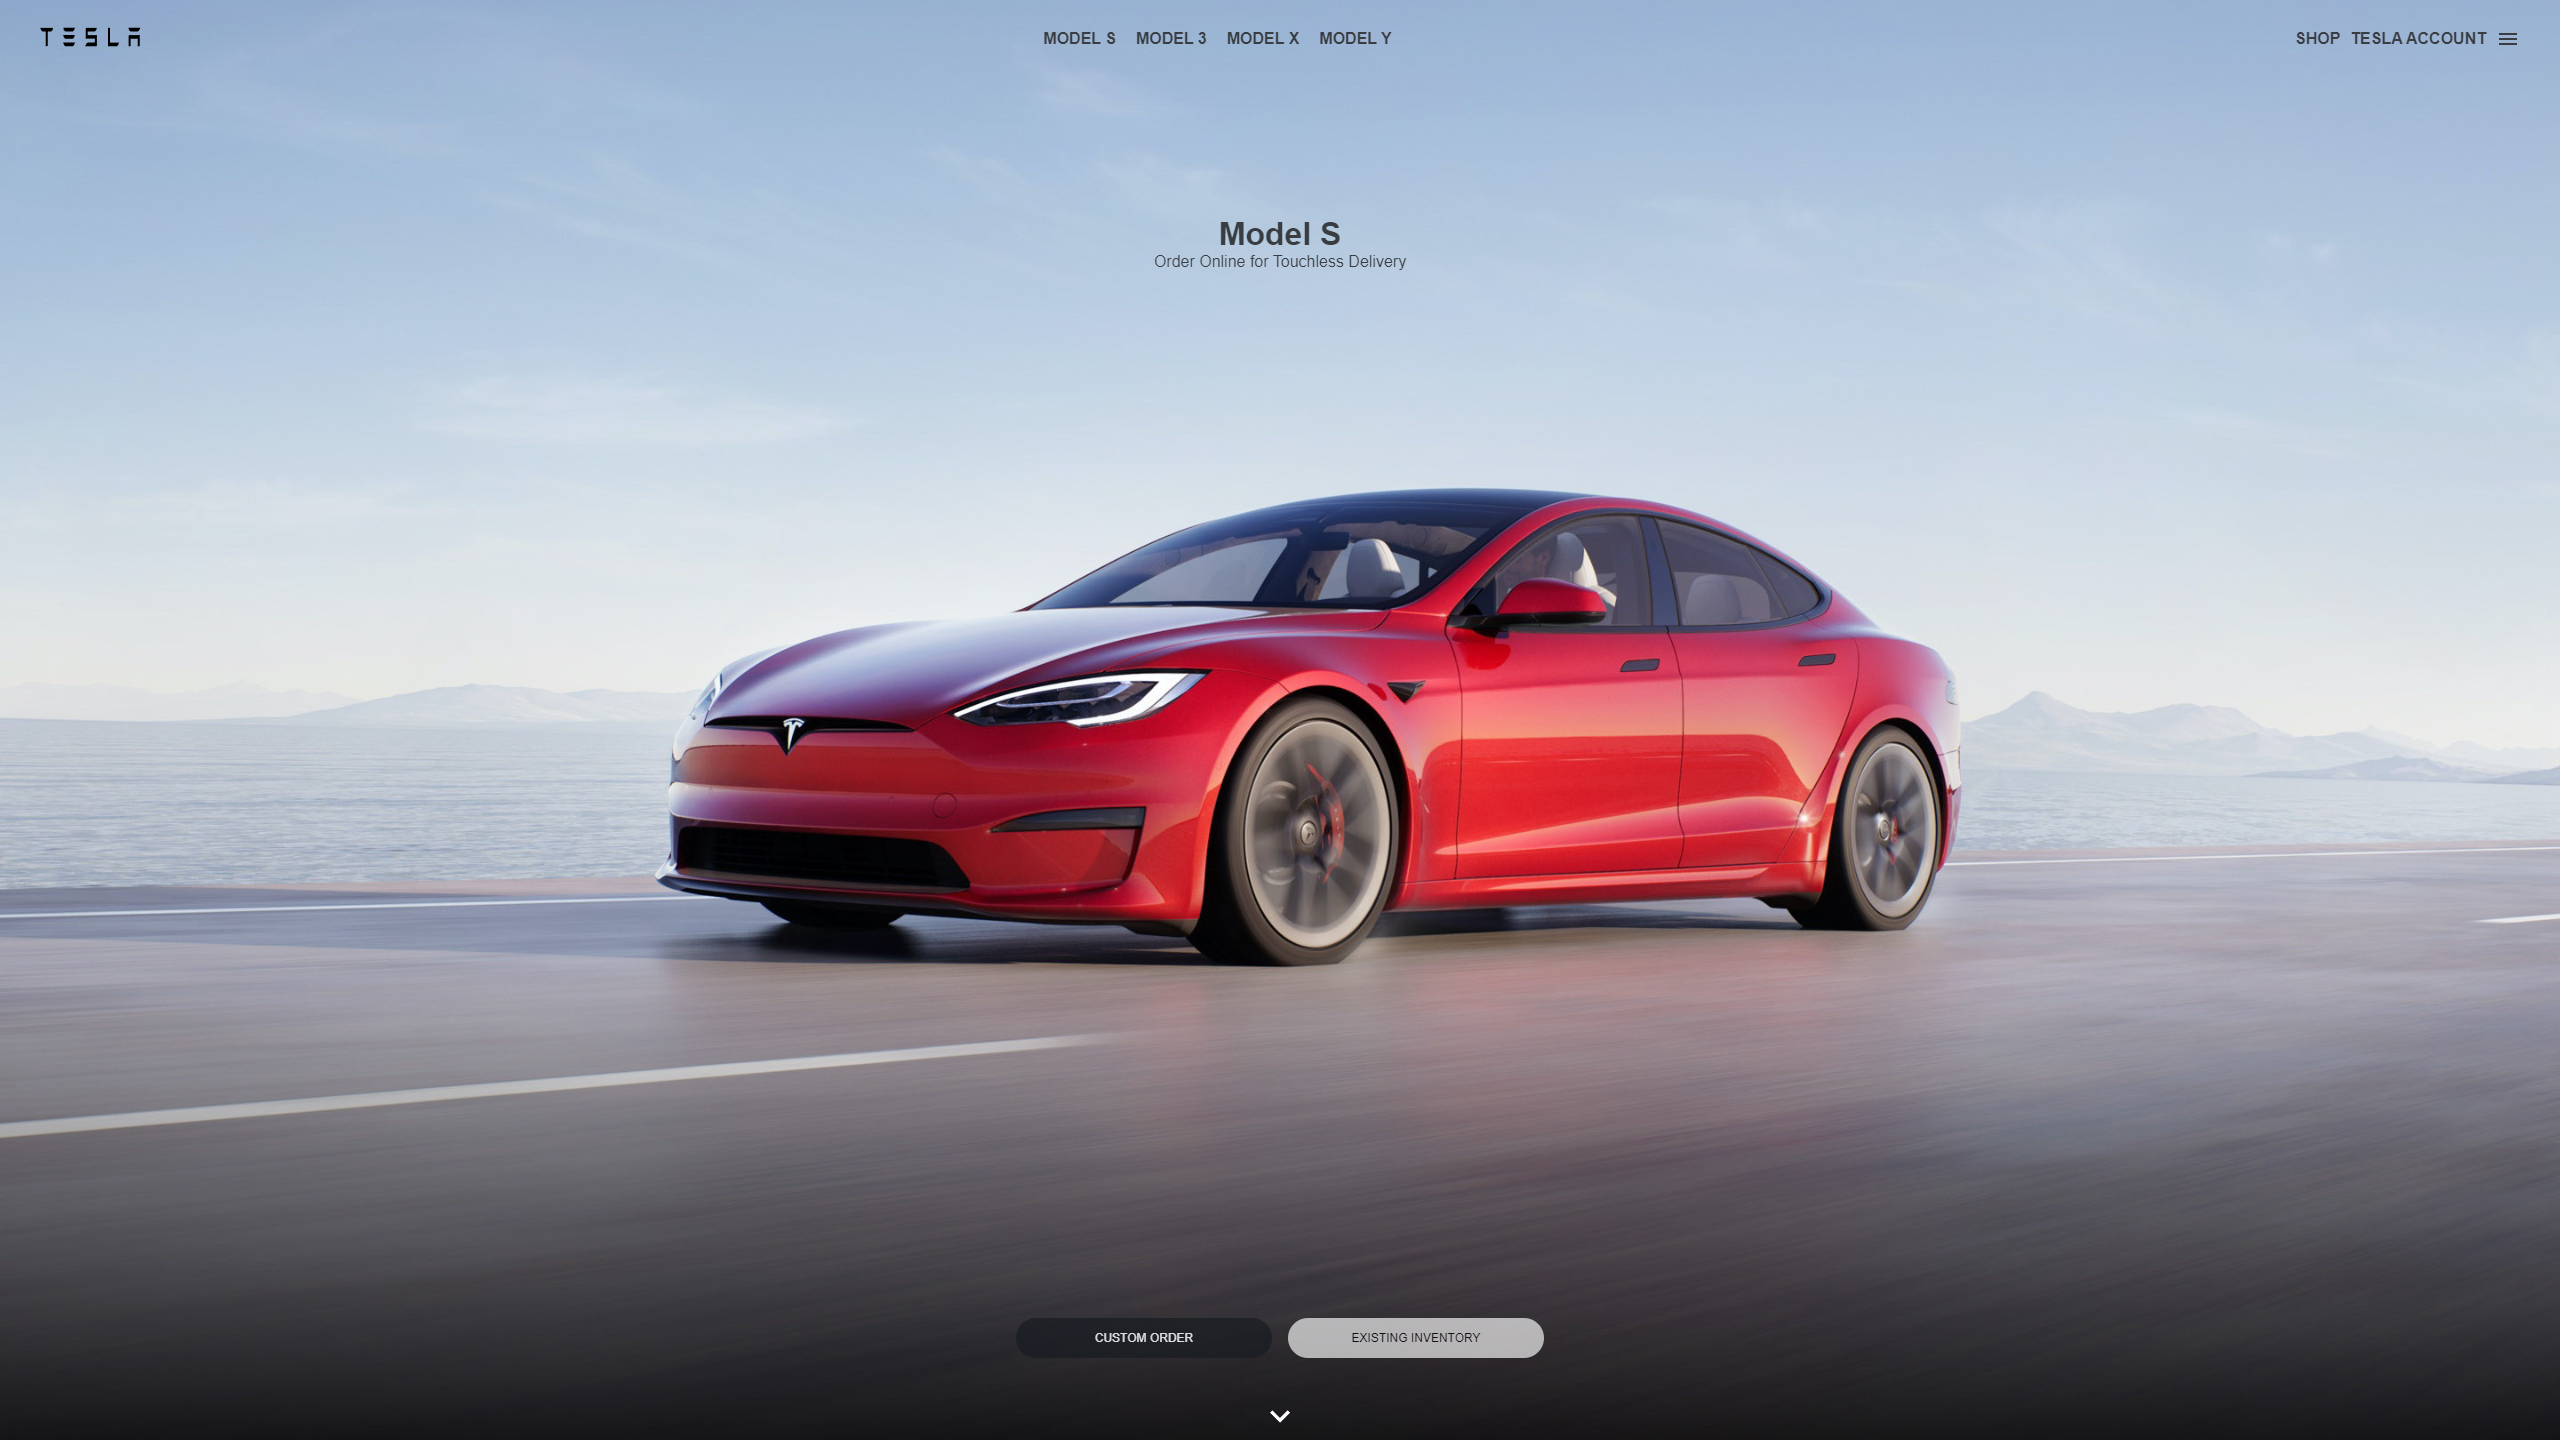 TESLA
MODEL S MODEL 3 MODEL X MODEL Y
SHOP TESLA ACCOUNT
Model S
Order Online for Touchless Delivery
CUSTOM ORDER
EXISTING INVENTORY